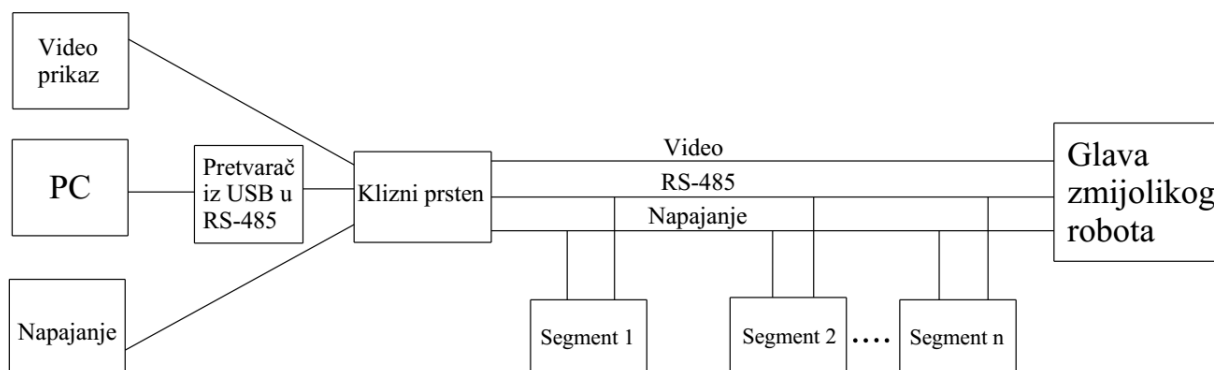 Video
prikaz
PC
Pretvarač
iz USB u
RS-485
Napajanje
Klizni prsten
Video
RS-485
Napajanje
Segment 1
Segment 2
....
Segment n
Glava
zmijolikog
robota